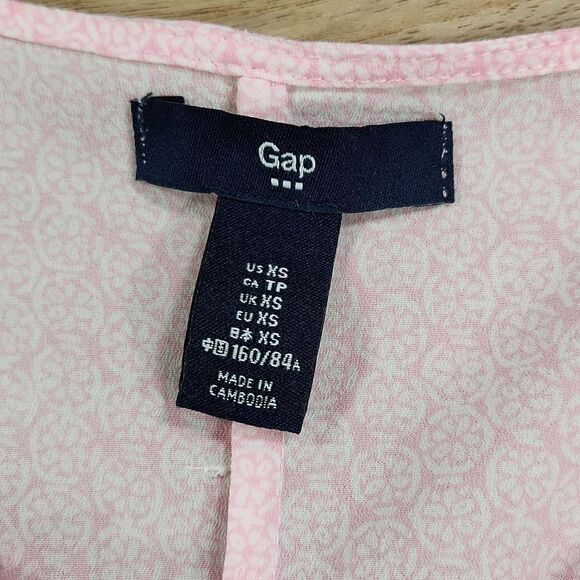 Gap
US XS
CA TP
UK XS
EU XS
日本 XS
中国 160/84A
MADE IN
CAMBODIA